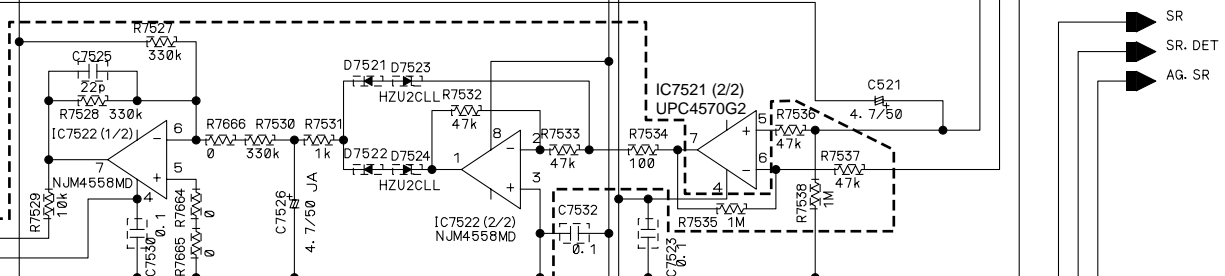 R7527
330k
C7525
22p
R7528 330k
IC7522 (1/2)
6
5
7
4
NJM4558MD
R7529
10k
C7530
0.1
R7664
0
R7665
0
R7666
0
R7530
330k
R7531
1k
C7526
4.7/50 JA
D7521 D7523
HZU2CLL
D7522 D7524
HZU2CLL
R7532
47k
8
2
1
3
IC7522 (2/2)
NJM4558MD
R7533
47k
R7534
100
C7532
0.1
C7523
0.1
IC7521 (2/2)
UPC4570G2
7
5
6
4
R7535 1M
R7536
47k
R7537
47k
R7538
1M
C521
4.7/50
SR
SR.DET
AG.SR